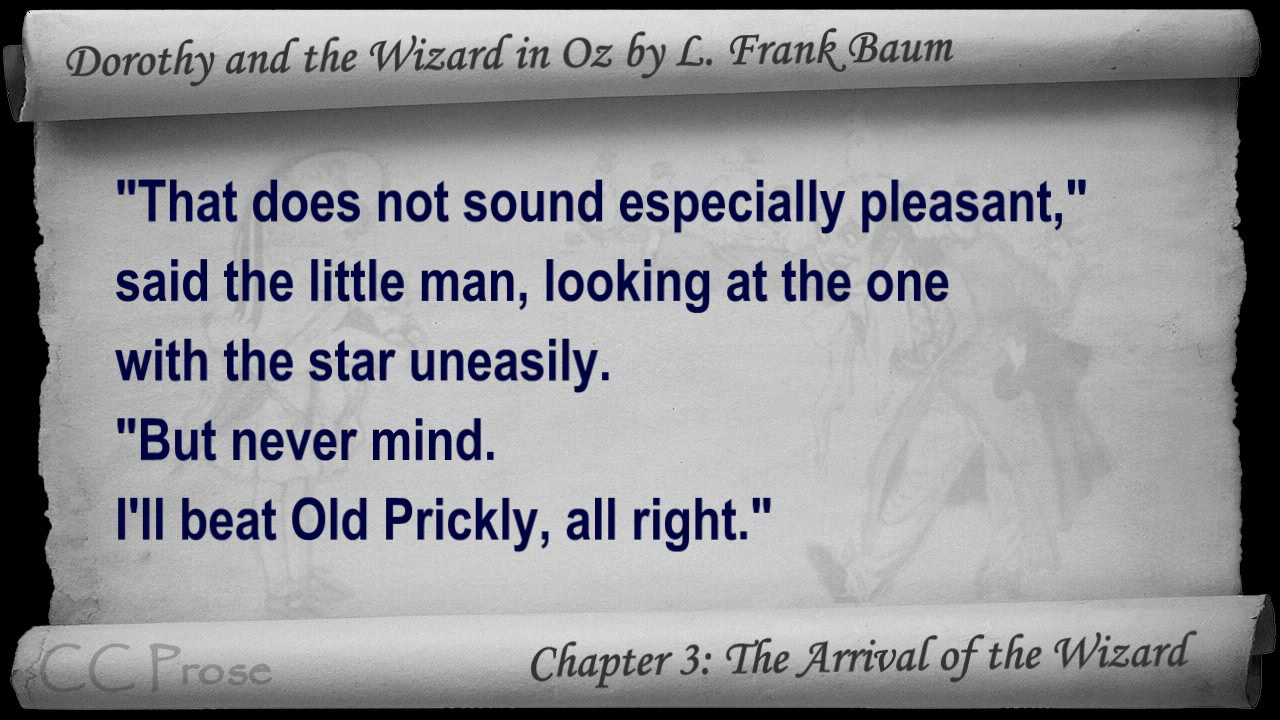 Dorothy and the Wizard in Oz by L. Frank Baum
"That does not sound especially pleasant,"
said the little man, looking at the one
with the star uneasily.
"But never mind.
I'll beat Old Prickly, all right."
CC Prose
Chapter 3: The Arrival of the Wizard